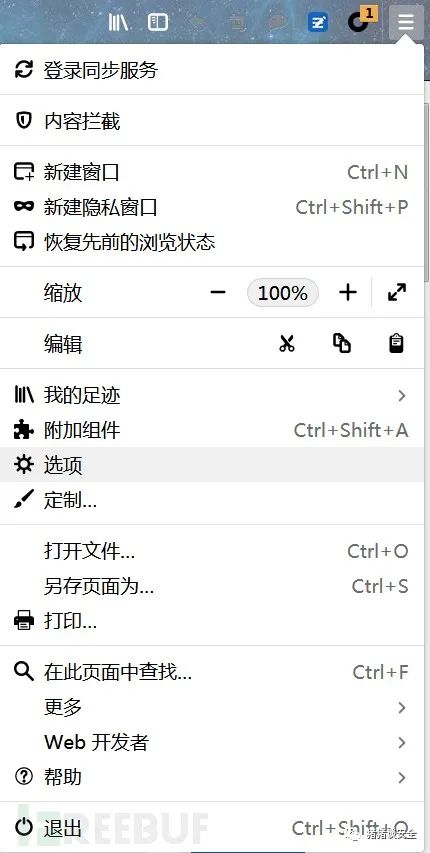 1
登录同步服务
内容拦截
新建窗口 Ctrl+N
新建隐私窗口 Ctrl+Shift+P
恢复先前的浏览状态
缩放 − 100% +
编辑
我的足迹
附加组件 Ctrl+Shift+A
选项
定制...
打开文件... Ctrl+O
另存页面为... Ctrl+S
打印...
在此页面中查找... Ctrl+F
更多
Web 开发者
帮助
退出 Ctrl+Shift+Q
FREEBUF